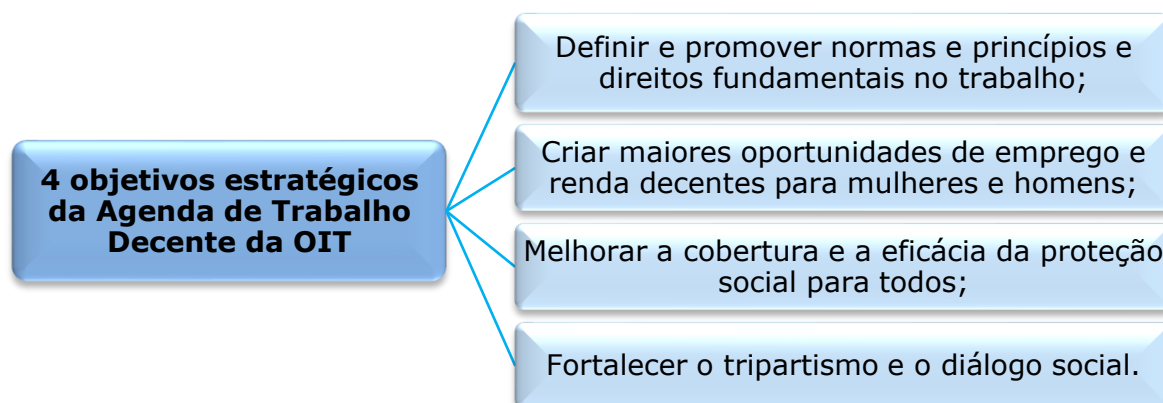 4 objetivos estratégicos
da Agenda de Trabalho
Decente da OIT
Definir e promover normas e princípios e
direitos fundamentais no trabalho;
Criar maiores oportunidades de emprego e
renda decentes para mulheres e homens;
Melhorar a cobertura e a eficácia da proteção
social para todos;
Fortalecer o tripartismo e o diálogo social.